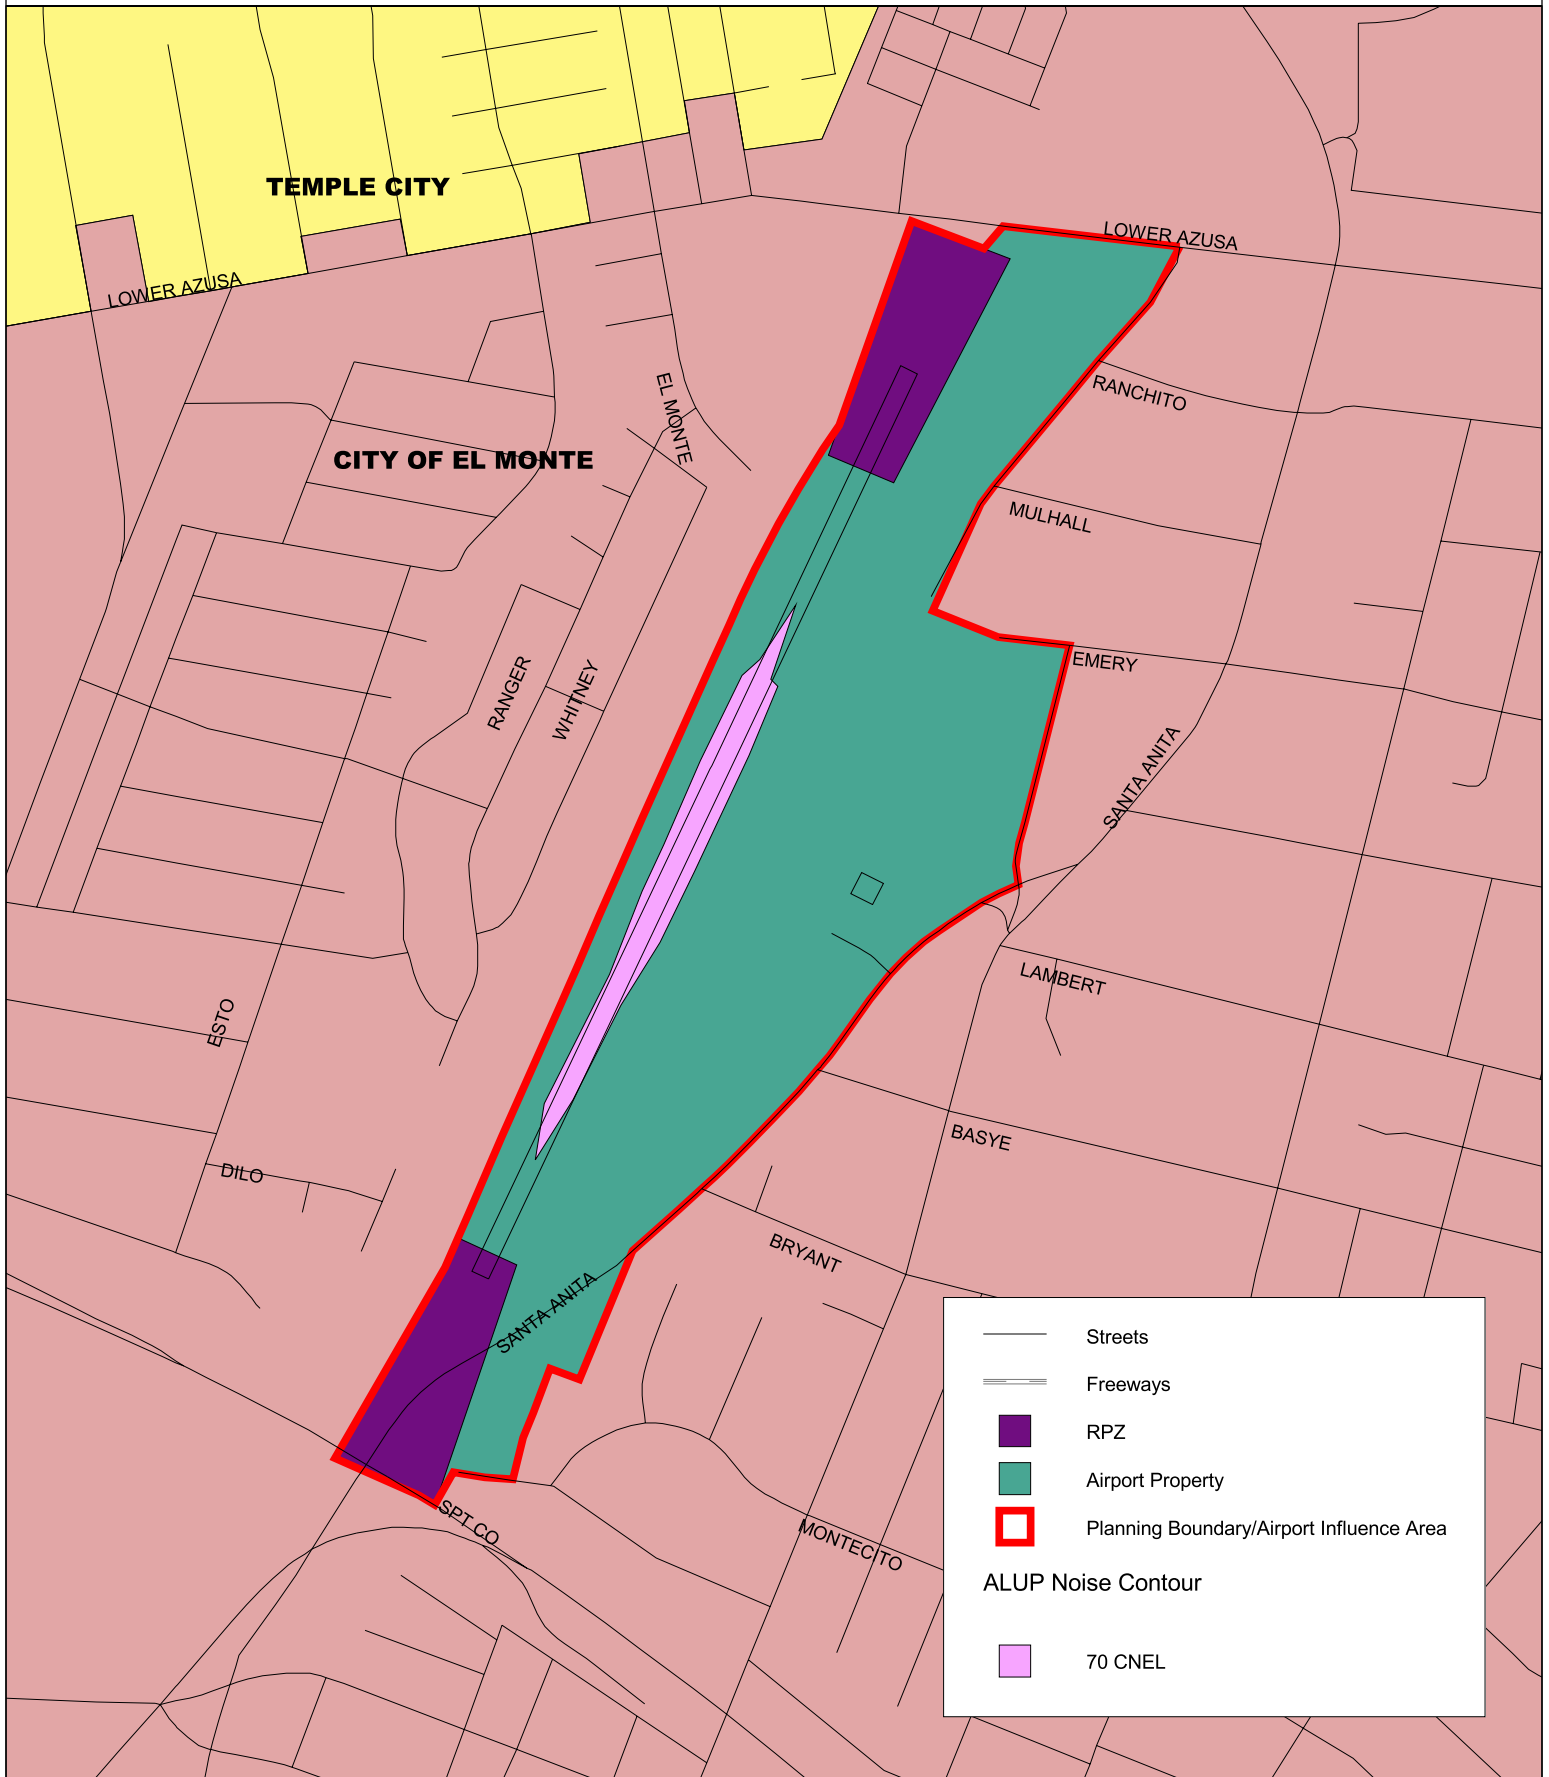 TEMPLE CITY
LOWER AZUSA
LOWER AZUSA
RANCHITO
EL MONTE
CITY OF EL MONTE
MULHALL
EMERY
RANGER
WHITNEY
SANTA ANITA
LAMBERT
ESTO
BASYE
DILO
BRYANT
SANTA ANITA
SPT CO
MONTECITO
Streets
Freeways
RPZ
Airport Property
Planning Boundary/Airport Influence Area
ALUP Noise Contour
70 CNEL